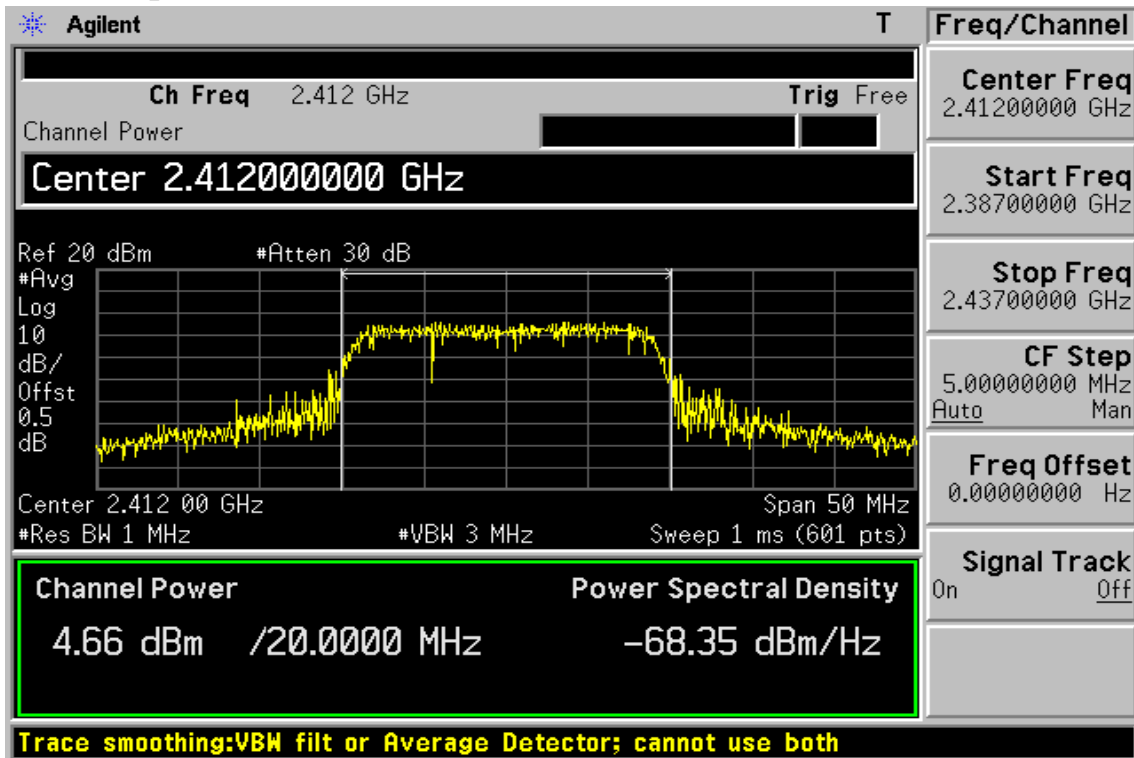 Agilent T Freq/Channel
Ch Freq 2.412 GHz Trig Free
Channel Power
Center 2.412000000 GHz
Ref 20 dBm #Atten 30 dB
#Avg
Log
10
dB/
Offst
0.5
dB
Center 2.412 00 GHz Span 50 MHz
#Res BW 1 MHz #VBW 3 MHz Sweep 1 ms (601 pts)
Channel Power Power Spectral Density
4.66 dBm /20.0000 MHz -68.35 dBm/Hz
Trace smoothing:VBW filt or Average Detector; cannot use both
Center Freq
2.41200000 GHz
Start Freq
2.38700000 GHz
Stop Freq
2.43700000 GHz
CF Step
5.00000000 MHz
Auto Man
Freq Offset
0.00000000 Hz
Signal Track
On Off